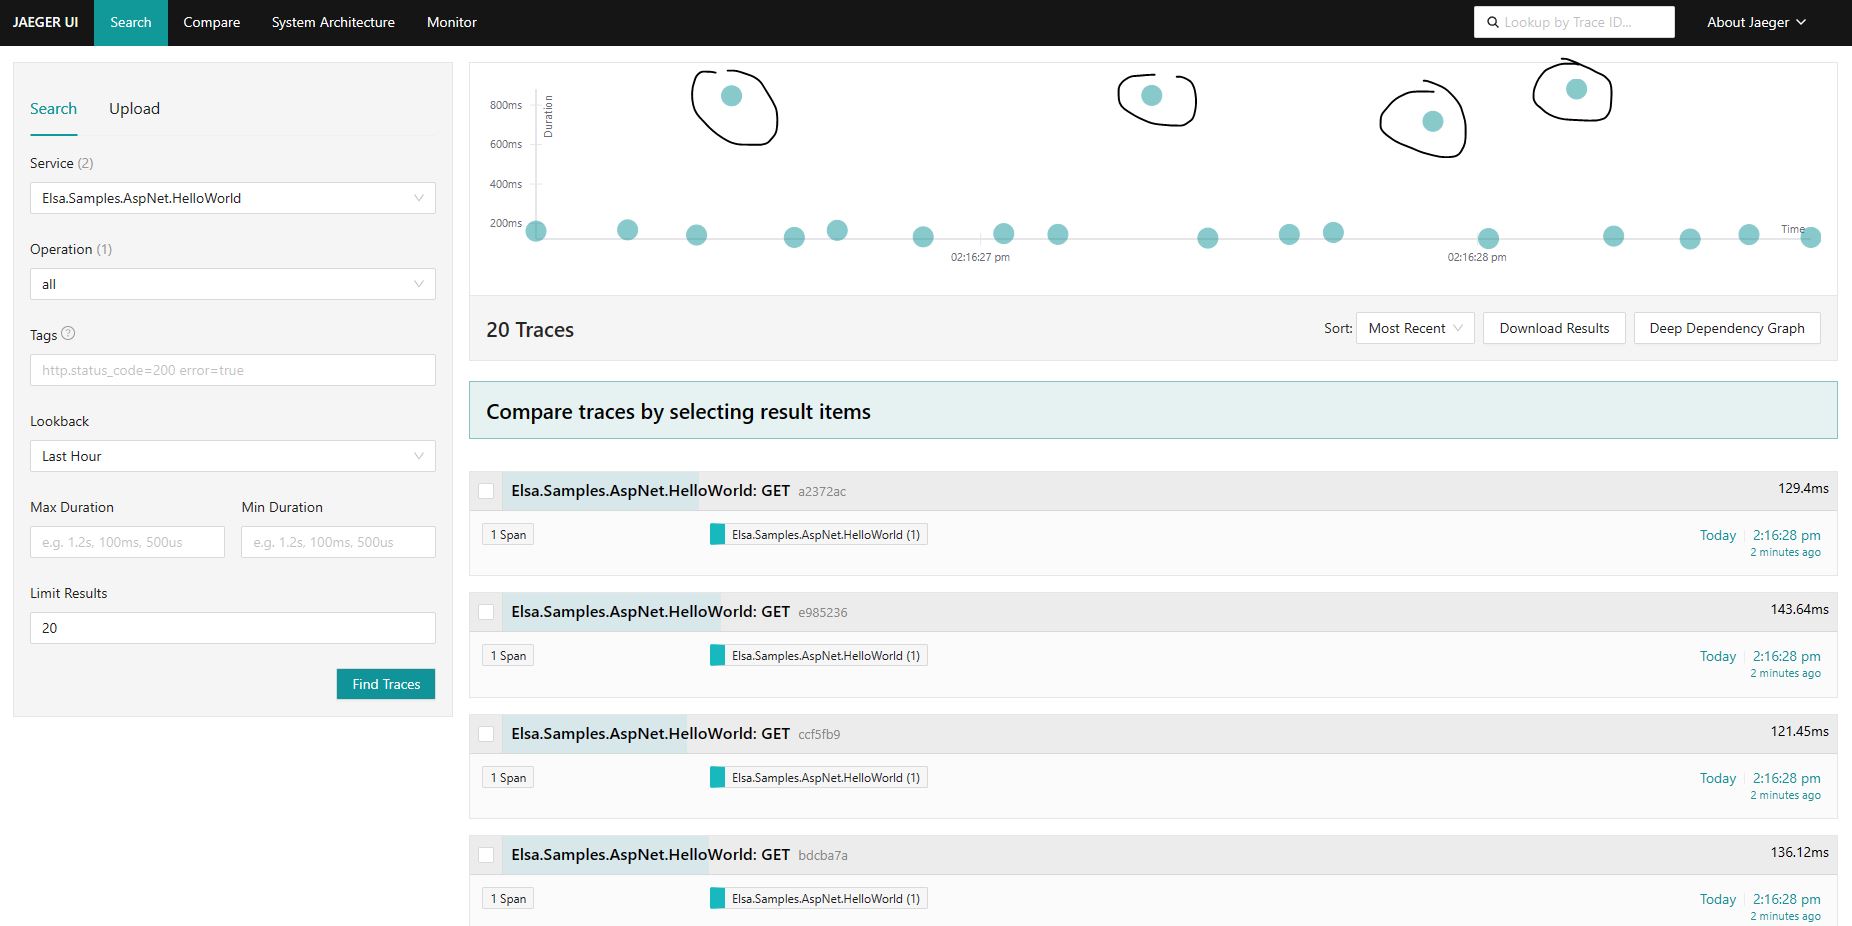 JAEGER UI Search Compare System Architecture Monitor Lookup by Trace ID... About Jaeger
Search Upload
Service (2)
Elsa.Samples.AspNet.HelloWorld
Operation (1)
all
Tags ?
http.status_code=200 error=true
Lookback
Last Hour
Max Duration Min Duration
e.g. 1.2s, 100ms, 500us e.g. 1.2s, 100ms, 500us
Limit Results
20
Find Traces
Duration
800ms
600ms
400ms
200ms
Time
02:16:27 pm 02:16:28 pm
20 Traces Sort: Most Recent Download Results Deep Dependency Graph
Compare traces by selecting result items
Elsa.Samples.AspNet.HelloWorld: GET a2372ac 129.4ms
1 Span Elsa.Samples.AspNet.HelloWorld (1) Today 2:16:28 pm
2 minutes ago
Elsa.Samples.AspNet.HelloWorld: GET e985236 143.64ms
1 Span Elsa.Samples.AspNet.HelloWorld (1) Today 2:16:28 pm
2 minutes ago
Elsa.Samples.AspNet.HelloWorld: GET ccf5fb9 121.45ms
1 Span Elsa.Samples.AspNet.HelloWorld (1) Today 2:16:28 pm
2 minutes ago
Elsa.Samples.AspNet.HelloWorld: GET bdcba7a 136.12ms
1 Span Elsa.Samples.AspNet.HelloWorld (1) Today 2:16:28 pm
2 minutes ago